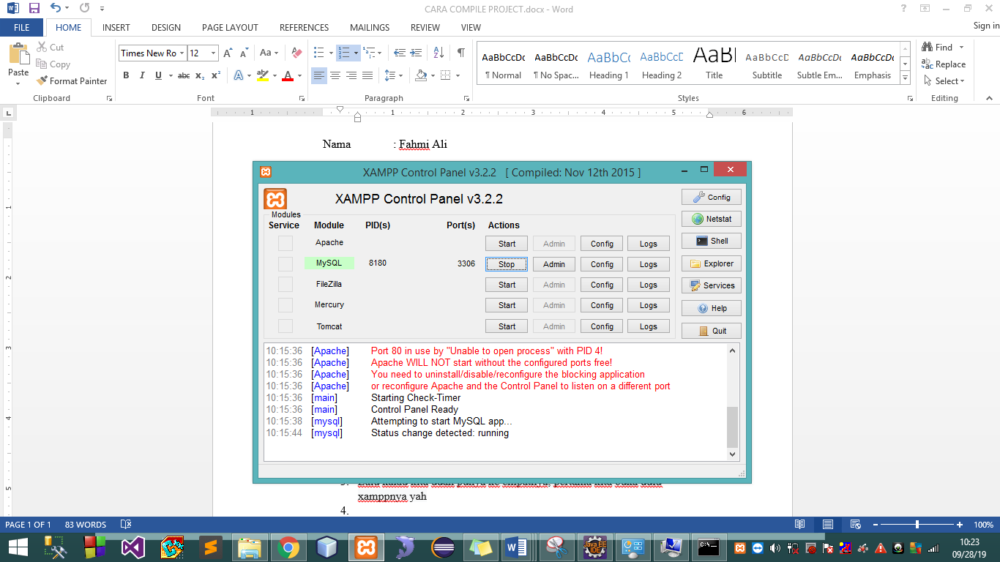 CARA COMPILE PROJECT.docx - Word
FILE HOME INSERT DESIGN PAGE LAYOUT REFERENCES MAILINGS REVIEW VIEW Sign in
Paste
Cut
Copy
Format Painter
Times New Ro 12
AaBbCcDc AaBbCcDc AaBbCc AaBbCcD AaBl AaBbCcD AaBbCcDc AaBbCcDc
¶ Normal ¶ No Spac... Heading 1 Heading 2 Title Subtitle Subtle Em... Emphasis
Find
Replace
Select
Clipboard Font Paragraph Styles Editing
1 1 2 3 4 5 6
Nama : Fahmi Ali
XAMPP Control Panel v3.2.2 [ Compiled: Nov 12th 2015 ]
XAMPP Control Panel v3.2.2
Modules
Service Module PID(s) Port(s) Actions
Apache Start Admin Config Logs
MySQL 8180 3306 Stop Admin Config Logs
FileZilla Start Admin Config Logs
Mercury Start Admin Config Logs
Tomcat Start Admin Config Logs
Config
Netstat
Shell
Explorer
Services
Help
Quit
10:15:36 [Apache] Port 80 in use by "Unable to open process" with PID 4!
10:15:36 [Apache] Apache WILL NOT start without the configured ports free!
10:15:36 [Apache] You need to uninstall/disable/reconfigure the blocking application
10:15:36 [Apache] or reconfigure Apache and the Control Panel to listen on a different port
10:15:36 [main] Starting Check-Timer
10:15:36 [main] Control Panel Ready
10:15:38 [mysql] Attempting to start MySQL app...
10:15:44 [mysql] Status change detected: running
xamppnya yah
4.
PAGE 1 OF 1 83 WORDS 100%
10:23
09/28/19